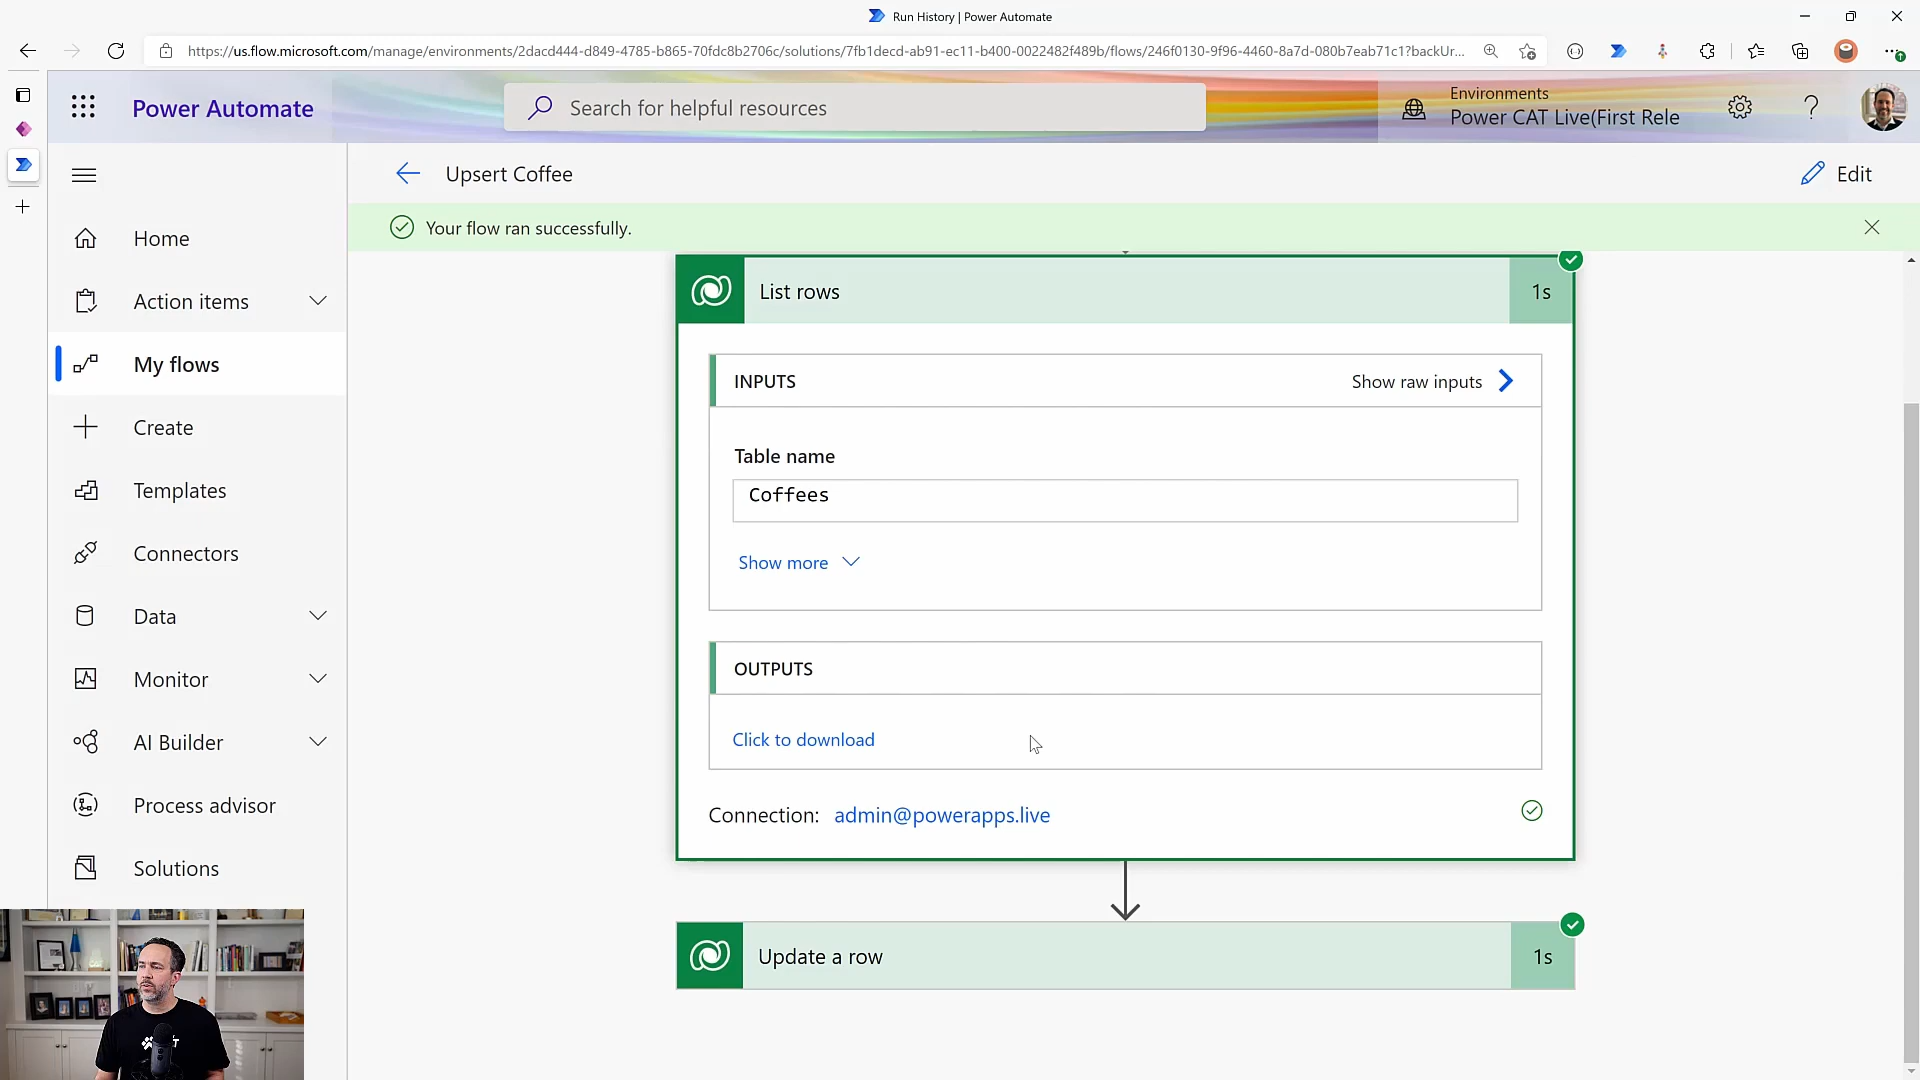 Run History | Power Automate
https://us.flow.microsoft.com/manage/environments/2dacd444-d849-4785-b865-70fdc8b2706c/solutions/7fb1decd-ab91-ec11-b400-0022482f489b/flows/246f0130-9f96-4460-8a7d-080b7eab71c1?backUr...
Power Automate
Search for helpful resources
Environments
Power CAT Live(First Rele
Upsert Coffee
Edit
Your flow ran successfully.
Home
Action items
My flows
Create
Templates
Connectors
Data
Monitor
AI Builder
Process advisor
Solutions
List rows
1s
INPUTS
Show raw inputs
Table name
Coffees
Show more
OUTPUTS
Click to download
Connection: admin@powerapps.live
Update a row
1s